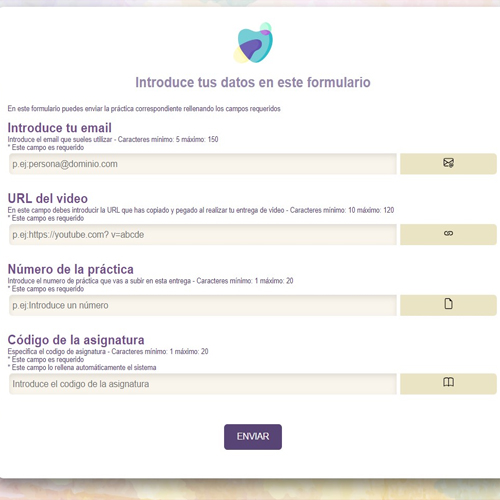 Introduce tus datos en este formulario
En este formulario puedes enviar la práctica correspondiente rellenando los campos requeridos
Introduce tu email
Introduce el email que sueles utilizar - Caracteres mínimo: 5 máximo: 150
* Este campo es requerido
p.ej:persona@dominio.com
URL del video
En este campo debes introducir la URL que has copiado y pegado al realizar tu entrega de vídeo - Caracteres mínimo: 10 máximo: 120
* Este campo es requerido
p.ej:https://youtube.com? v=abcde
Número de la práctica
Introduce el numero de práctica que vas a subir en esta entrega - Caracteres mínimo: 1 máximo: 20
* Este campo es requerido
p.ej:Introduce un número
Código de la asignatura
Especifica el codigo de asignatura - Caracteres mínimo: 1 máximo: 20
* Este campo es requerido
* Este campo lo rellena automáticamente el sistema
Introduce el codigo de la asignatura
ENVIAR